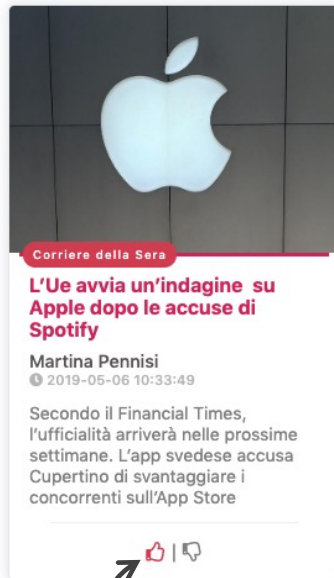 Corriere della Sera
L'Ue avvia un'indagine su
Apple dopo le accuse di
Spotify
Martina Pennisi
2019-05-06 10:33:49
Secondo il Financial Times,
l'ufficialità arriverà nelle prossime
settimane. L'app svedese accusa
Cupertino di svantaggiare i
concorrenti sull'App Store
|